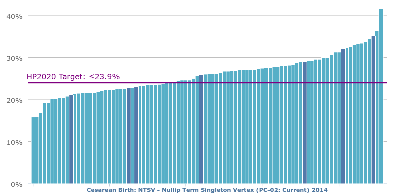 40%
HP2020 Target: <23.9%
30%
20%
10%
0%
Cesarean Birth: NTSV - Nullip Term Singleton Vertex (PC-02: Current) 2014